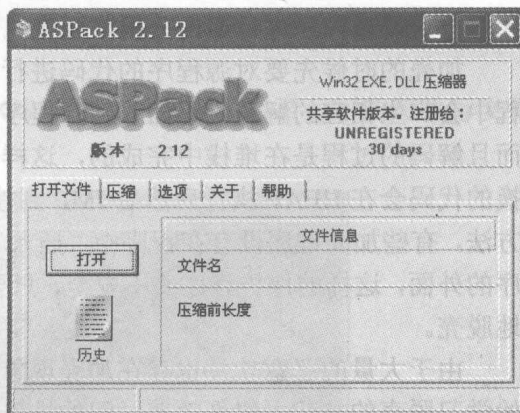 ASPack 2.12
Win32 EXE, DLL 压缩器
ASPack
共享软件版本。注册给：
UNREGISTERED
版本 2.12
30 days
打开文件 压缩 选项 关于 帮助
文件信息
打开
文件名
压缩前长度
历史